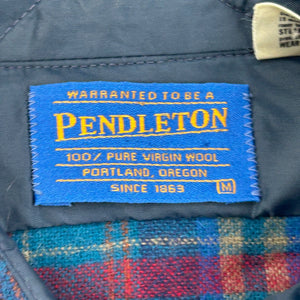 WARRANTED TO BE A
PENDLETON
100% PURE VIRGIN WOOL
PORTLAND, OREGON
SINCE 1863 M